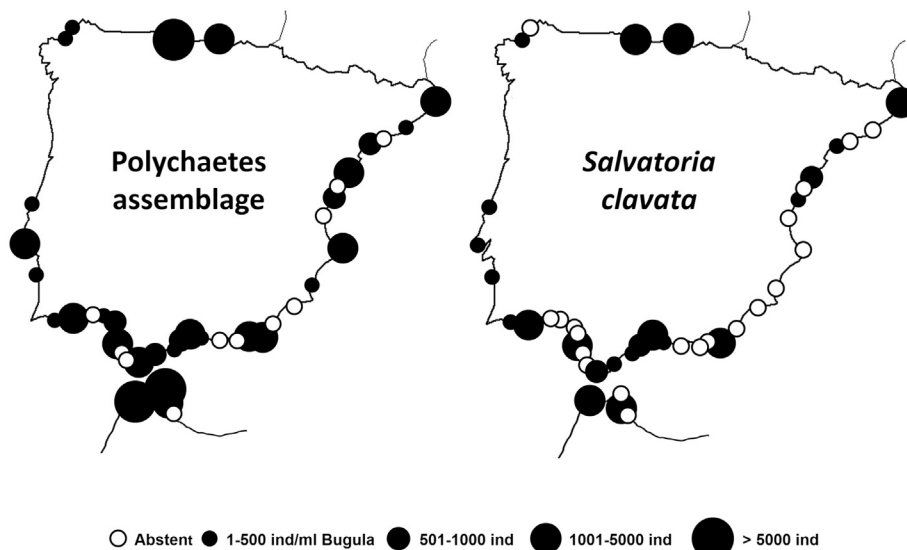 Polychaetes
assemblage
Salvatoria
clavata
Abstent 1-500 ind/ml Bugula 501-1000 ind 1001-5000 ind > 5000 ind